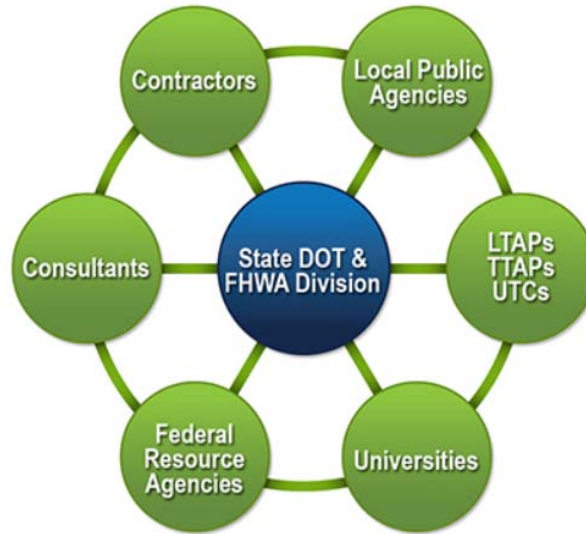 Contractors
Local Public
Agencies
Consultants
State DOT &
FHWA Division
LTAPs
TTAPs
UTCs
Federal
Resource
Agencies
Universities